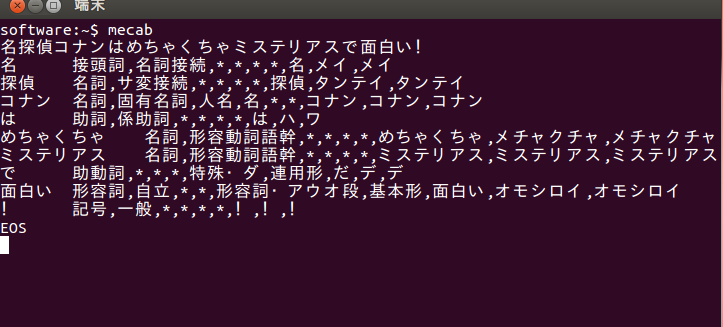 端末
software:~$ mecab
名探偵コナンはめちゃくちゃミステリアスで面白い!
名	接頭詞,名詞接続,*,*,*,*,名,メイ,メイ
探偵	名詞,サ変接続,*,*,*,*,探偵,タンテイ,タンテイ
コナン	名詞,固有名詞,人名,名,*,*,コナン,コナン,コナン
は	助詞,係助詞,*,*,*,*,は,ハ,ワ
めちゃくちゃ	名詞,形容動詞語幹,*,*,*,*,めちゃくちゃ,メチャクチャ,メチャクチャ
ミステリアス	名詞,形容動詞語幹,*,*,*,*,ミステリアス,ミステリアス,ミステリアス
で	助動詞,*,*,*,特殊・ダ,連用形,だ,デ,デ
面白い	形容詞,自立,*,*,形容詞・アウオ段,基本形,面白い,オモシロイ,オモシロイ
!	記号,一般,*,*,*,*,!,!,!
EOS